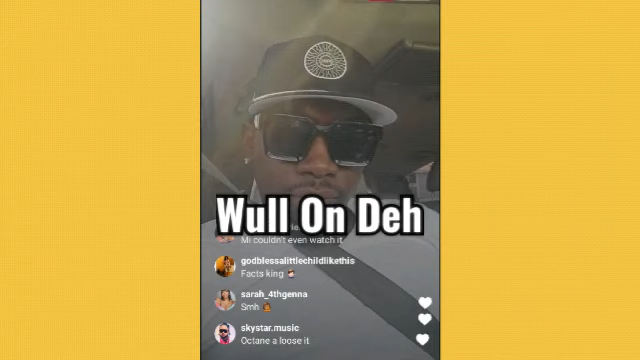 Wull On Deh
Mi couldn't even watch it
godblessalittlechildlikethis
Facts king
sarah_4thgenna
Smh
skystar.music
Octane a loose it